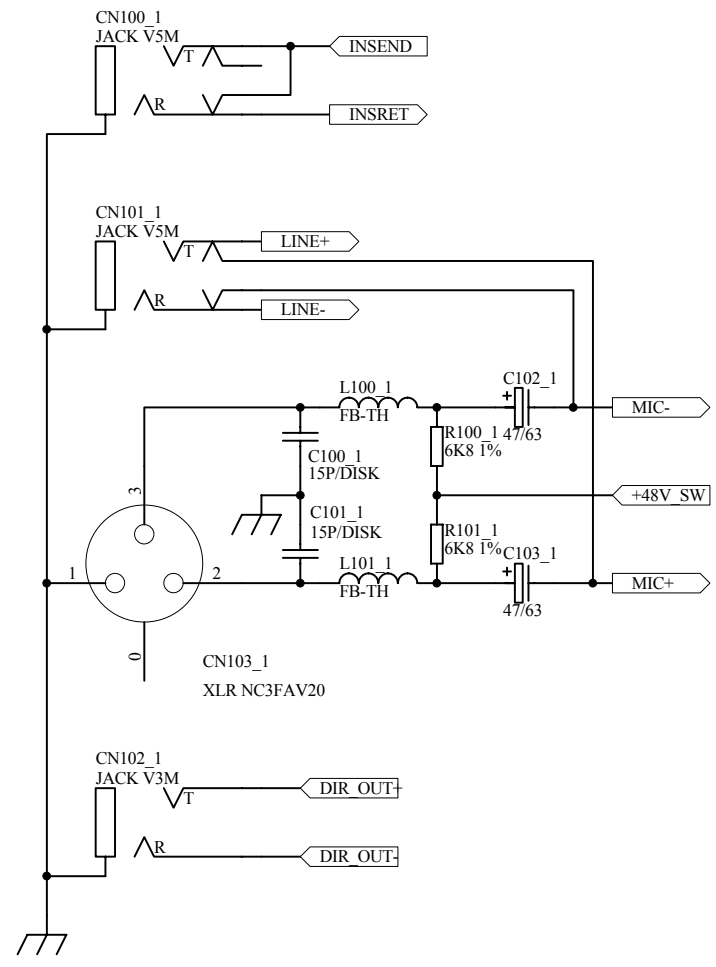 CN100_1
JACK V5M
T
INSEND
R
INSRET
CN101_1
JACK V5M
T
LINE+
R
LINE-
L100_1
FB-TH
C102_1
+
47/63
MIC-
R100_1
6K8 1%
C100_1
15P/DISK
3
+48V_SW
C101_1
15P/DISK
R101_1
6K8 1%
C103_1
+
47/63
L101_1
FB-TH
1
2
MIC+
0
CN103_1
XLR NC3FAV20
CN102_1
JACK V3M
T
DIR_OUT+
R
DIR_OUT-